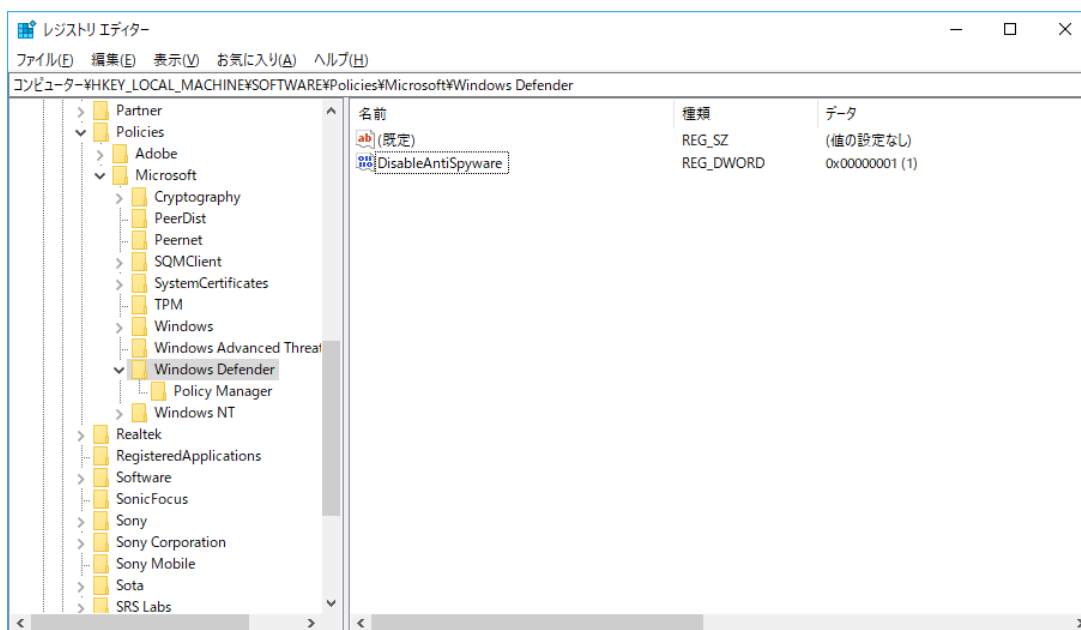 レジストリ エディター
ファイル(F) 編集(E) 表示(V) お気に入り(A) ヘルプ(H)
コンピューター¥HKEY_LOCAL_MACHINE¥SOFTWARE¥Policies¥Microsoft¥Windows Defender
Partner
Policies
Adobe
Microsoft
Cryptography
PeerDist
Peernet
SQMClient
SystemCertificates
TPM
Windows
Windows Advanced Threat
Windows Defender
Policy Manager
Windows NT
Realtek
RegisteredApplications
Software
SonicFocus
Sony
Sony Corporation
Sony Mobile
Sota
SRS Labs
名前 種類 データ
(既定) REG_SZ (値の設定なし)
DisableAntiSpyware REG_DWORD 0x00000001 (1)